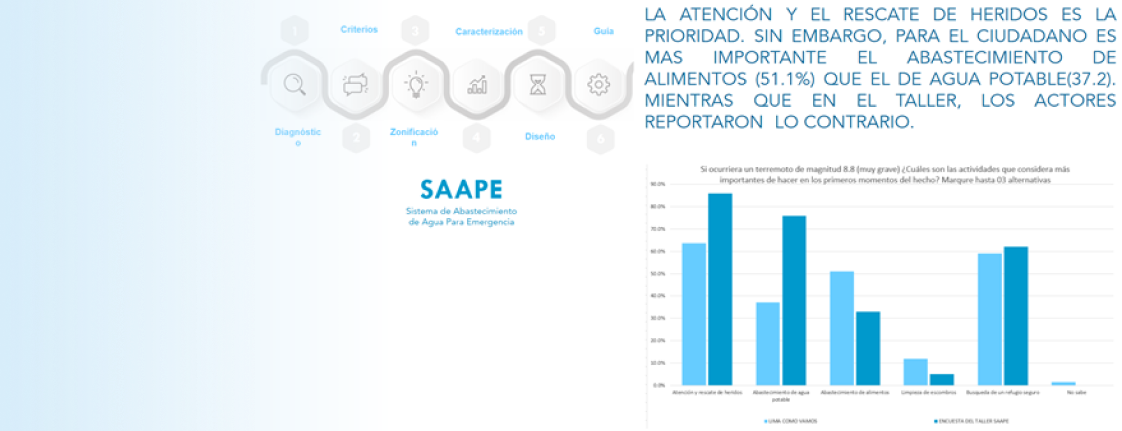 1
Criterios
3
Caracterización
5
Guía
Diagnóstic
o
2
Zonificació
n
4
Diseño
6
SAAPE
Sistema de Abastecimiento
de Agua Para Emergencia
LA ATENCIÓN Y EL RESCATE DE HERIDOS ES LA
PRIORIDAD. SIN EMBARGO, PARA EL CIUDADANO ES
MAS IMPORTANTE EL ABASTECIMIENTO DE
ALIMENTOS (51.1%) QUE EL DE AGUA POTABLE(37.2).
MIENTRAS QUE EN EL TALLER, LOS ACTORES
REPORTARON LO CONTRARIO.
Si ocurriera un terremoto de magnitud 8.8 (muy grave) ¿Cuáles son las actividades que considera más
importantes de hacer en los primeros momentos del hecho? Marqure hasta 03 alternativas
90.0%
80.0%
70.0%
60.0%
50.0%
40.0%
30.0%
20.0%
10.0%
0.0%
Atención y rescate de heridos
Abastecimiento de agua
potable
Abastecimiento de alimentos
Limpieza de escombros
Busqueda de un refugio seguro
No sabe
LIMA COMO VAMOS
ENCUESTA DEL TALLER SAAPE